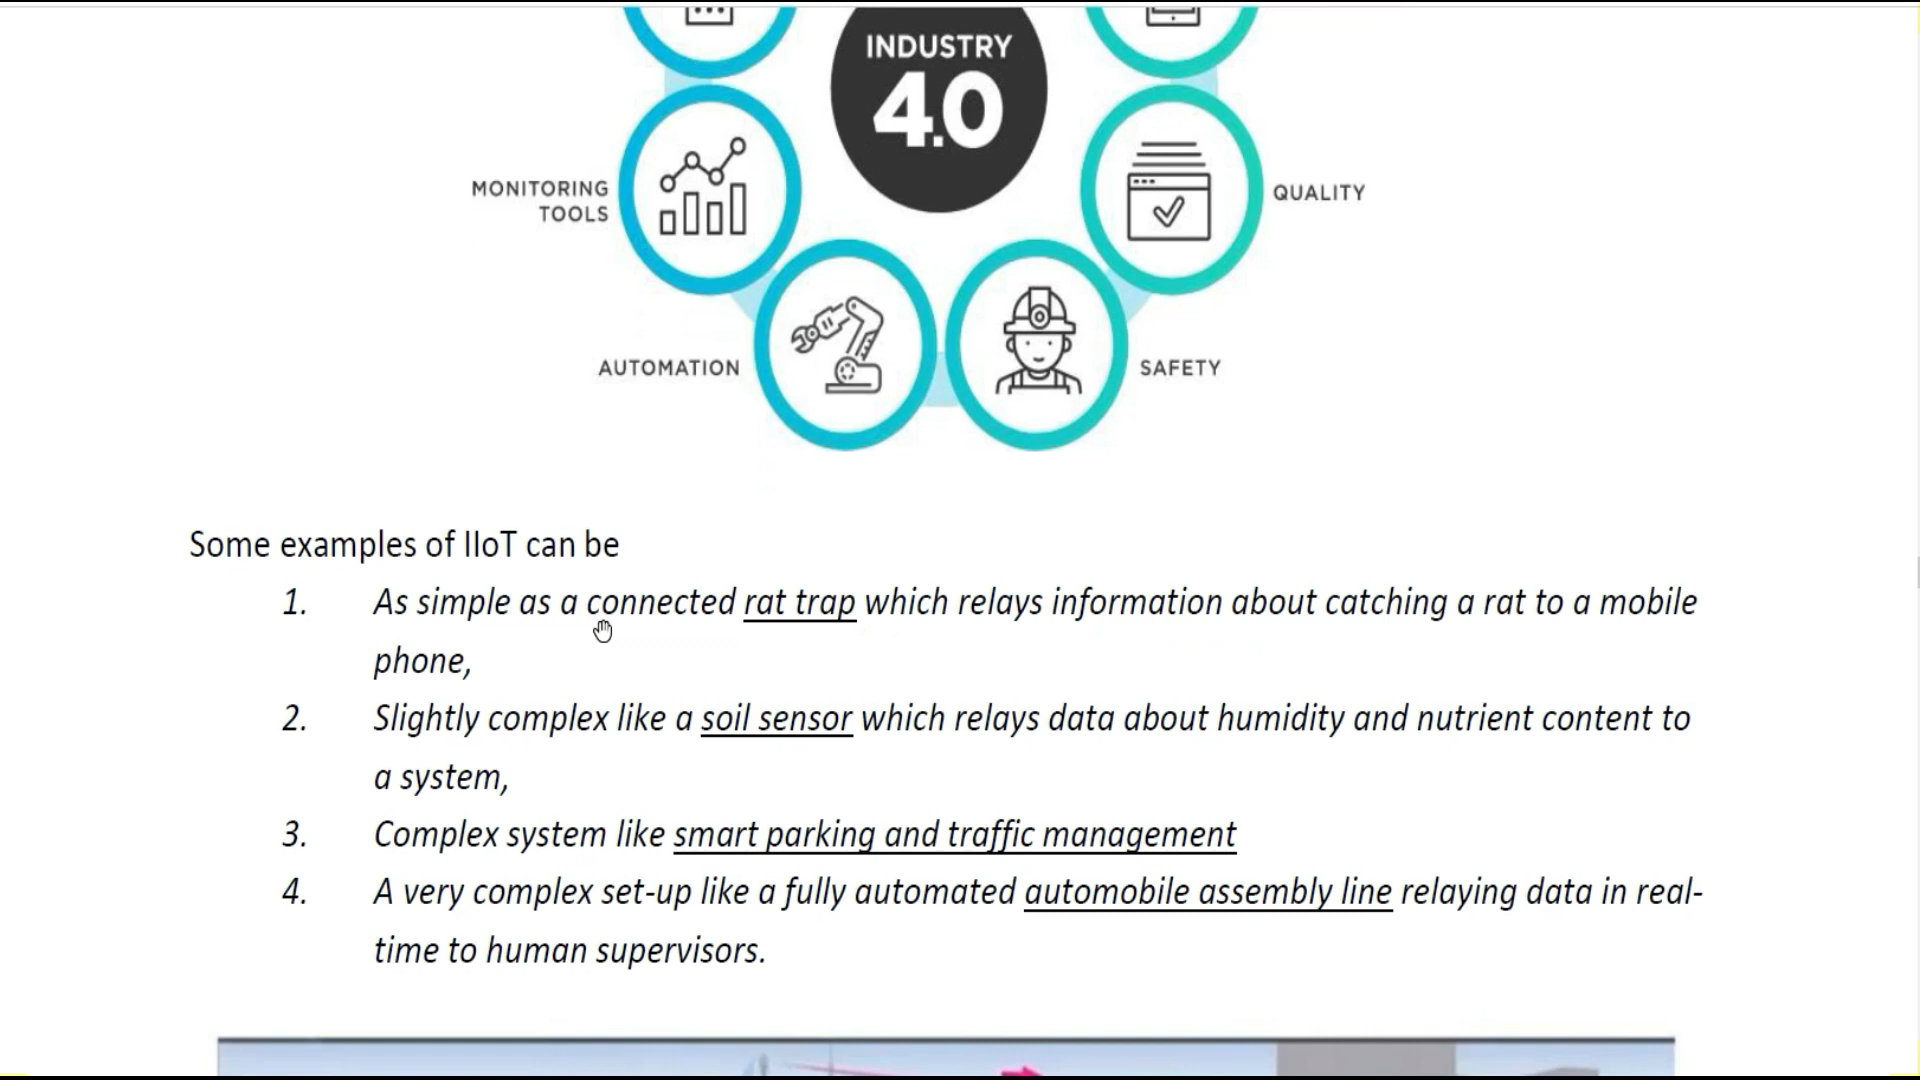 INDUSTRY
4.0
MONITORING
TOOLS
QUALITY
AUTOMATION
SAFETY
Some examples of IIoT can be
1. As simple as a connected rat trap which relays information about catching a rat to a mobile
phone,
2. Slightly complex like a soil sensor which relays data about humidity and nutrient content to
a system,
3. Complex system like smart parking and traffic management
4. A very complex set-up like a fully automated automobile assembly line relaying data in real-
time to human supervisors.